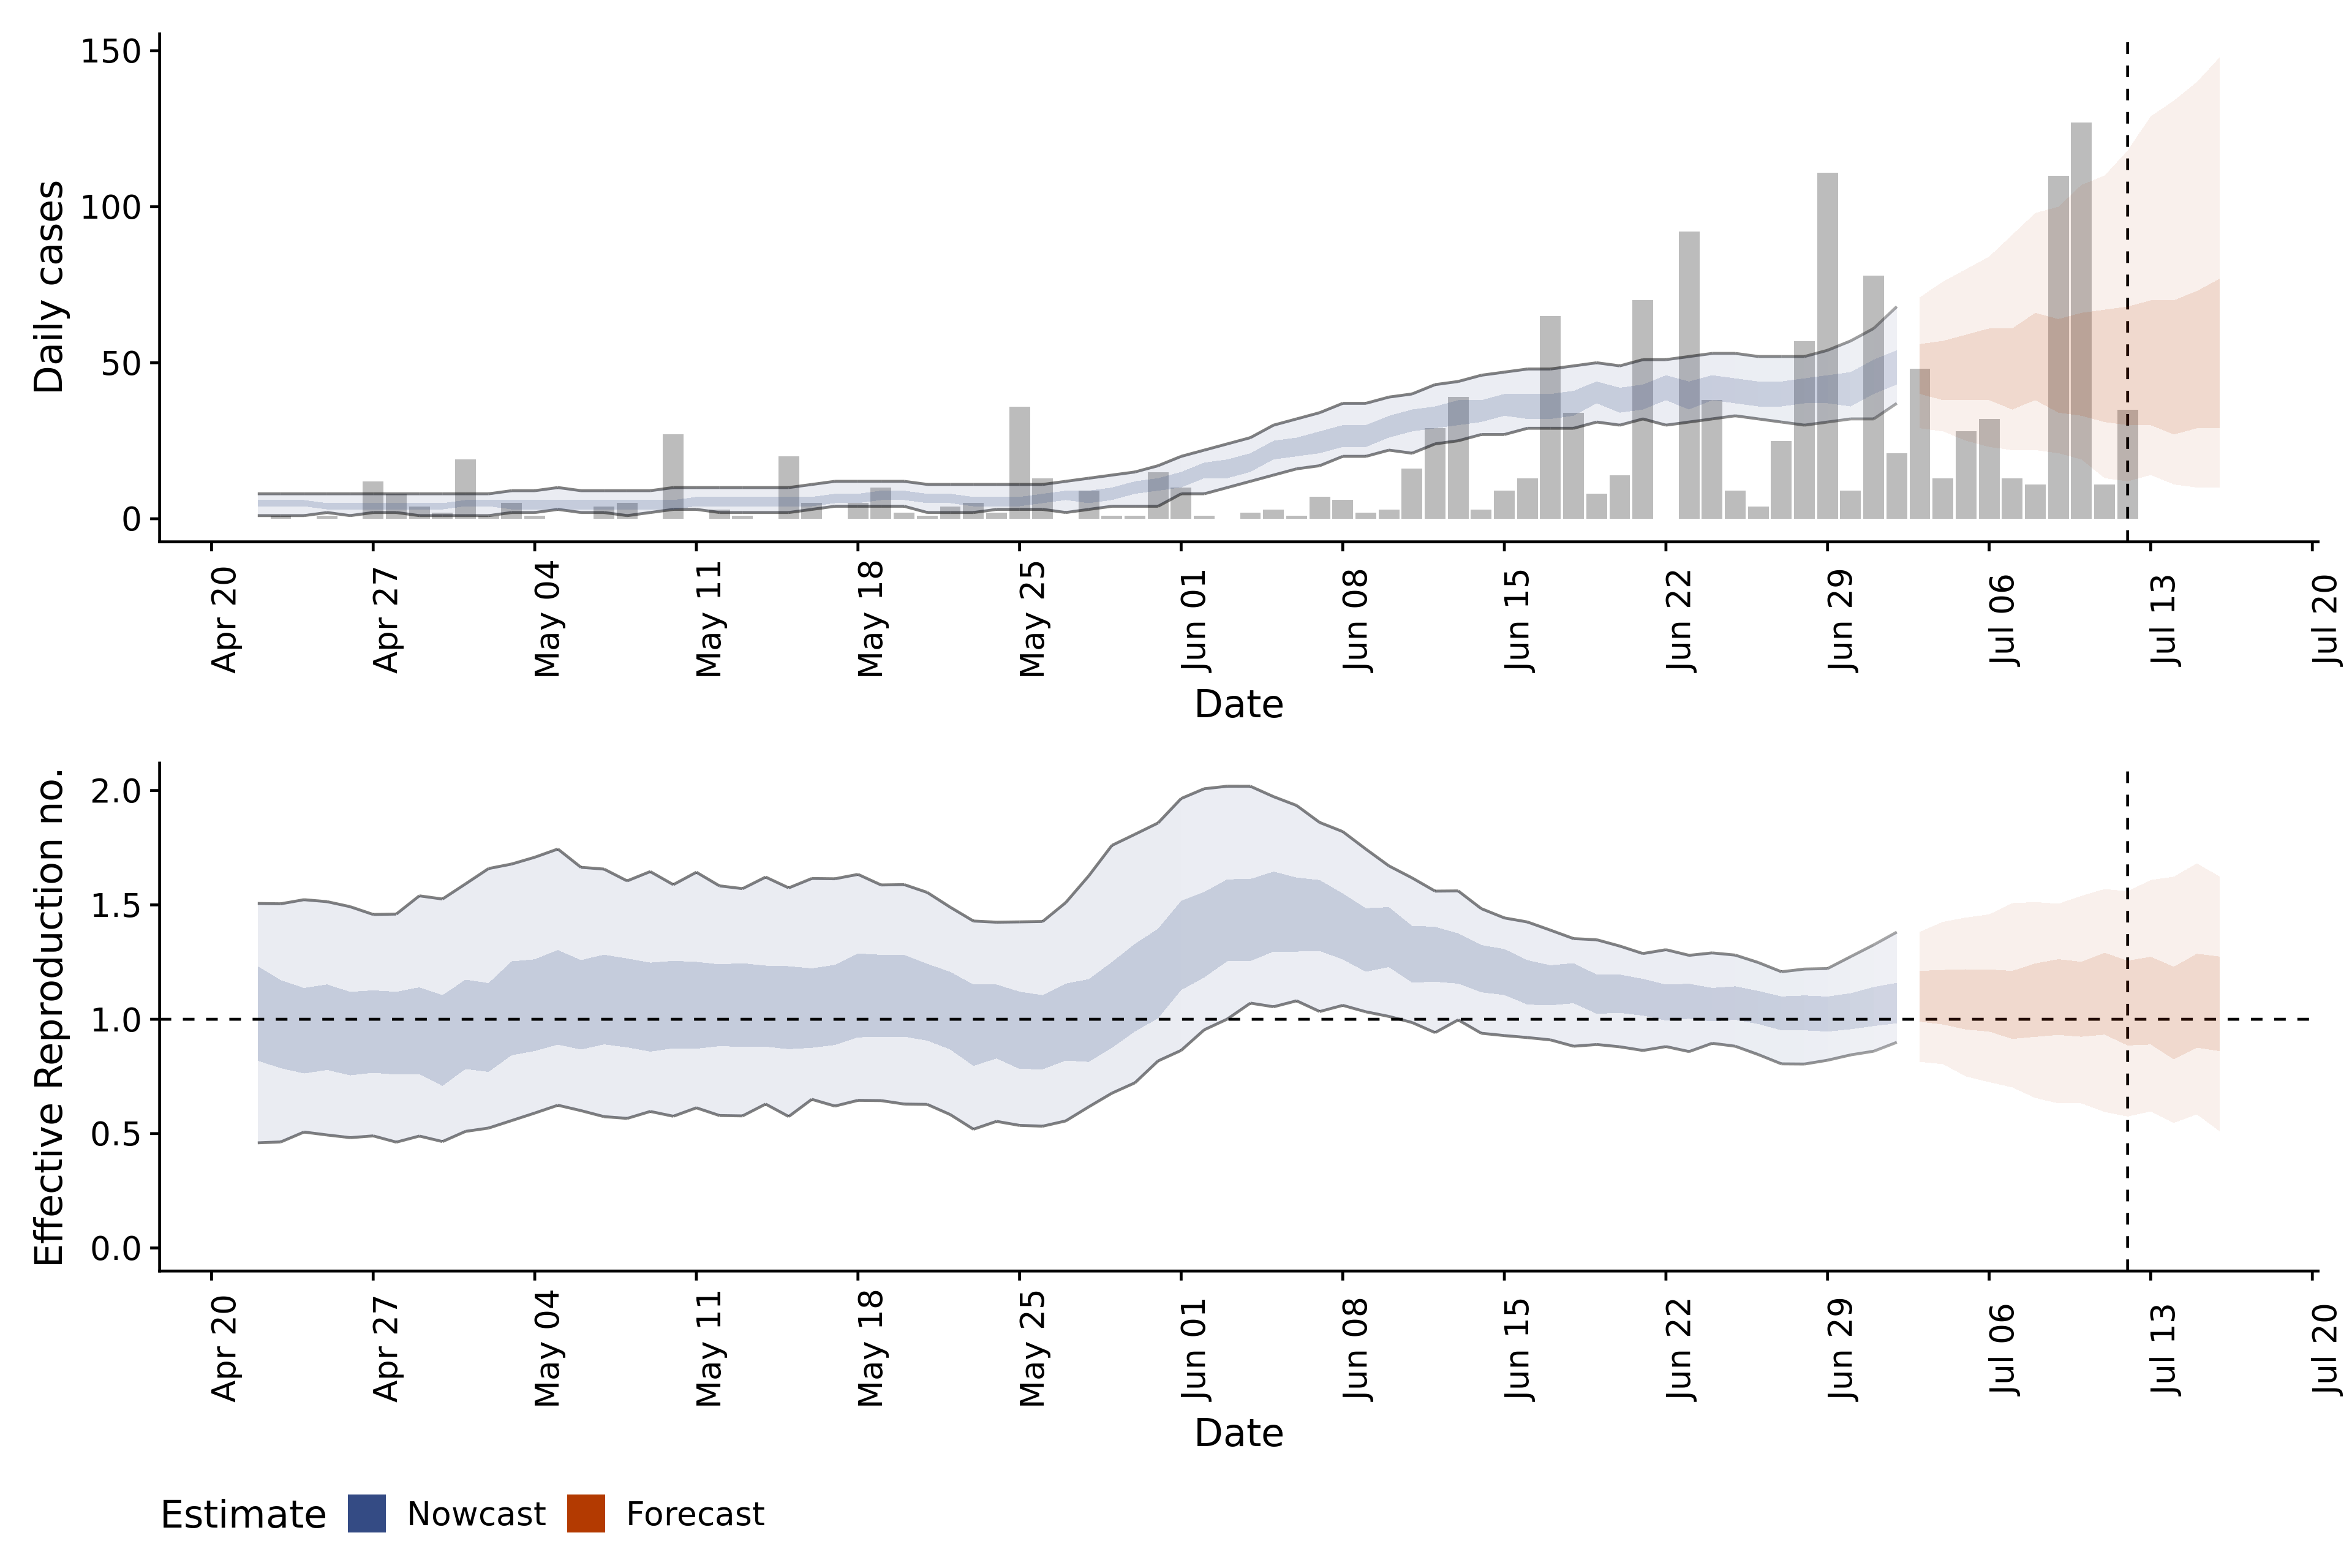 150
100
50
0
Daily cases
Apr 20
Apr 27
May 04
May 11
May 18
May 25
Jun 01
Jun 08
Jun 15
Jun 22
Jun 29
Jul 06
Jul 13
Jul 20
Date
2.0
1.5
1.0
0.5
0.0
Effective Reproduction no.
Apr 20
Apr 27
May 04
May 11
May 18
May 25
Jun 01
Jun 08
Jun 15
Jun 22
Jun 29
Jul 06
Jul 13
Jul 20
Date
Estimate Nowcast Forecast